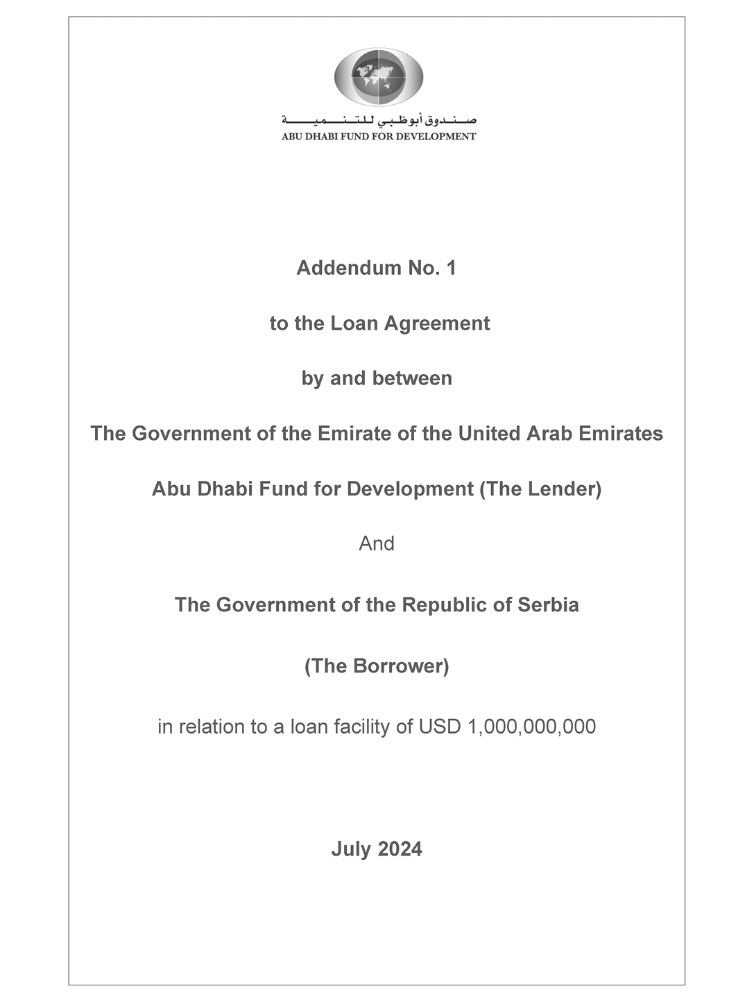 صندوق أبوظبي للتنمية
ABU DHABI FUND FOR DEVELOPMENT
Addendum No. 1
to the Loan Agreement
by and between
The Government of the Emirate of the United Arab Emirates
Abu Dhabi Fund for Development (The Lender)
And
The Government of the Republic of Serbia
(The Borrower)
in relation to a loan facility of USD 1,000,000,000
July 2024